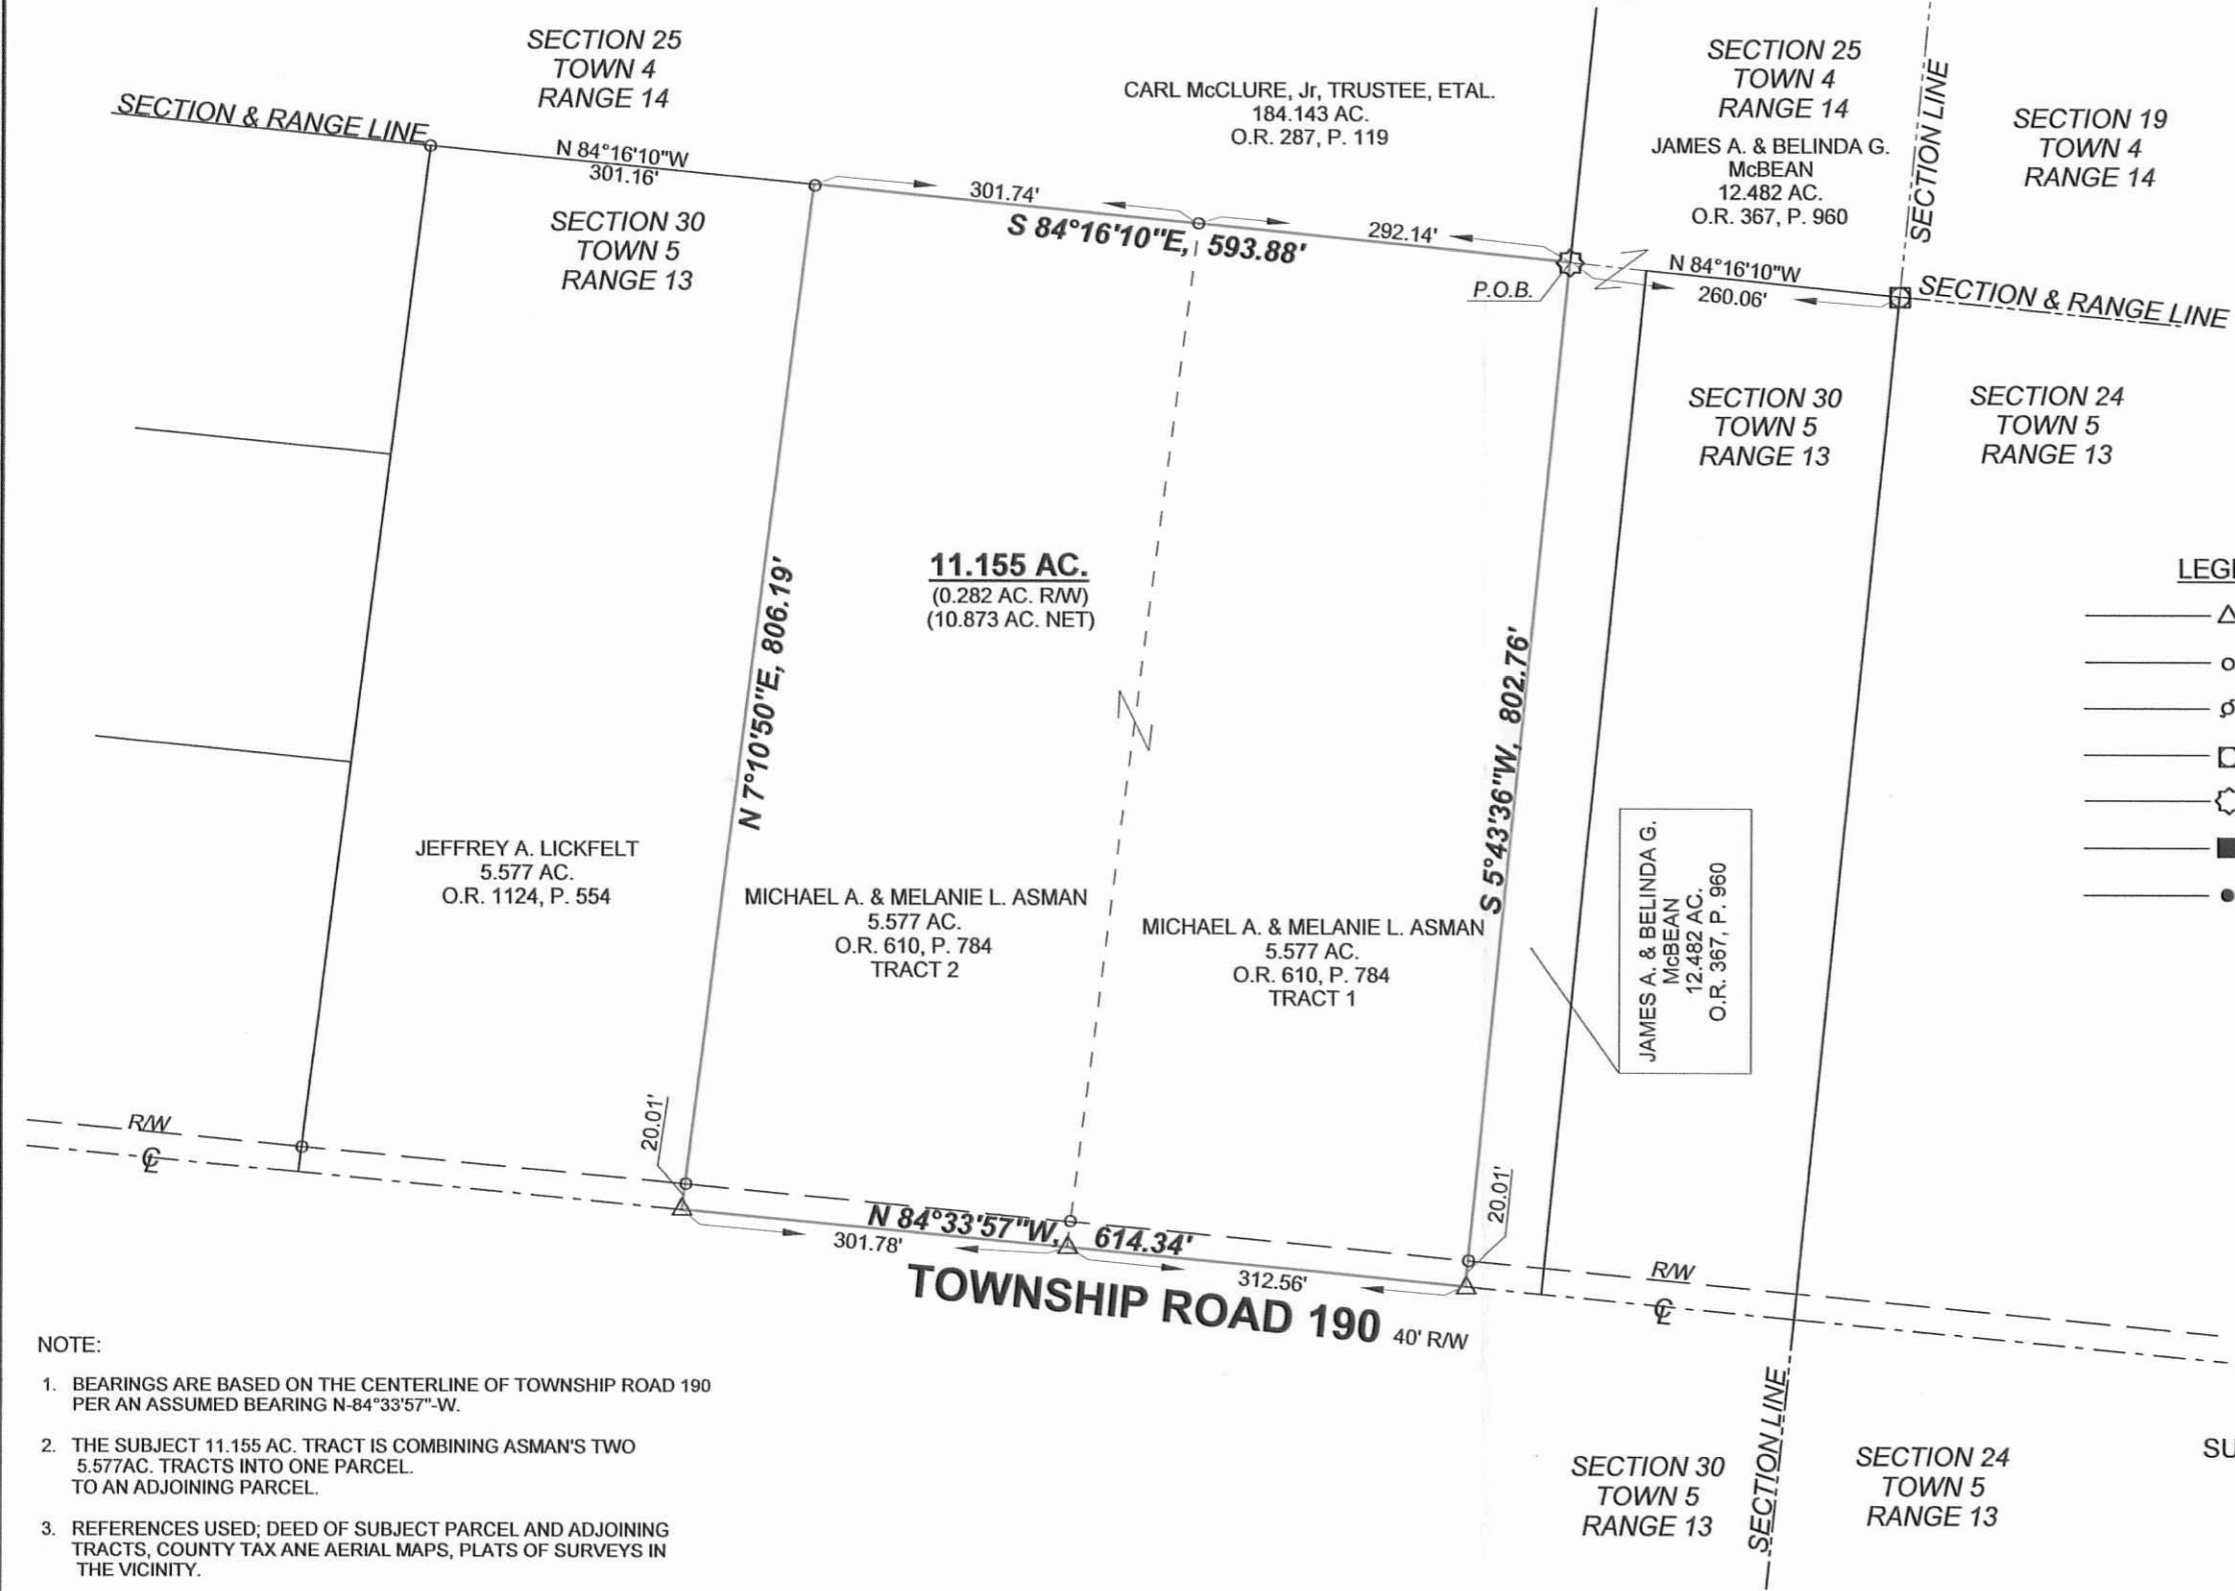 SECTION 25
TOWN 4
RANGE 14
SECTION & RANGE LINE
N 84°16'10"W
301.16'
SECTION 30
TOWN 5
RANGE 13
CARL McCLURE, Jr, TRUSTEE, ETAL.
184.143 AC.
O.R. 287, P. 119
301.74'
S 84°16'10"E, 593.88'
292.14'
P.O.B.
SECTION 25
TOWN 4
RANGE 14
JAMES A. & BELINDA G.
McBEAN
12.482 AC.
O.R. 367, P. 960
SECTION LINE
SECTION 19
TOWN 4
RANGE 14
N 84°16'10"W
260.06'
SECTION & RANGE LINE
SECTION 30
TOWN 5
RANGE 13
SECTION 24
TOWN 5
RANGE 13
11.155 AC.
(0.282 AC. R/W)
(10.873 AC. NET)
N 7°10'50"E, 806.19'
S 5°43'36"W, 802.76'
LEGE
JEFFREY A. LICKFELT
5.577 AC.
O.R. 1124, P. 554
MICHAEL A. & MELANIE L. ASMAN
5.577 AC.
O.R. 610, P. 784
TRACT 2
MICHAEL A. & MELANIE L. ASMAN
5.577 AC.
O.R. 610, P. 784
TRACT 1
JAMES A. & BELINDA G.
McBEAN
12.482 AC.
O.R. 367, P. 960
R/W
℄
20.01'
20.01'
N 84°33'57"W, 614.34'
301.78'
312.56'
TOWNSHIP ROAD 190 40' R/W
R/W
℄
NOTE:
1. BEARINGS ARE BASED ON THE CENTERLINE OF TOWNSHIP ROAD 190
PER AN ASSUMED BEARING N-84°33'57"-W.
2. THE SUBJECT 11.155 AC. TRACT IS COMBINING ASMAN'S TWO
5.577AC. TRACTS INTO ONE PARCEL.
TO AN ADJOINING PARCEL.
3. REFERENCES USED; DEED OF SUBJECT PARCEL AND ADJOINING
TRACTS, COUNTY TAX ANE AERIAL MAPS, PLATS OF SURVEYS IN
THE VICINITY.
SECTION 30
TOWN 5
RANGE 13
SECTION LINE
SECTION 24
TOWN 5
RANGE 13
SU